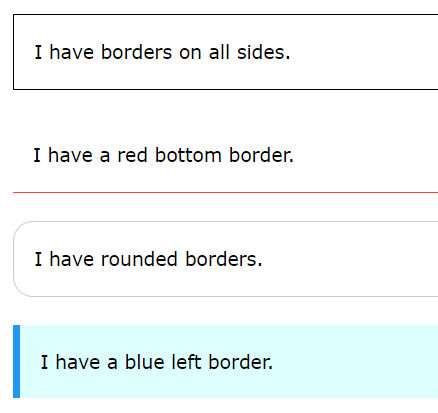 I have borders on all sides.
I have a red bottom border.
I have rounded borders.
I have a blue left border.